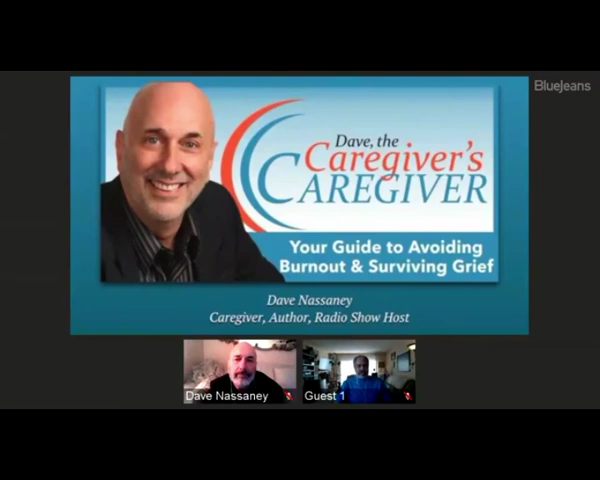 BlueJeans
Dave, the
Caregiver's
CAREGIVER
Your Guide to Avoiding
Burnout & Surviving Grief
Dave Nassaney
Caregiver, Author, Radio Show Host
Dave Nassaney
Guest 1